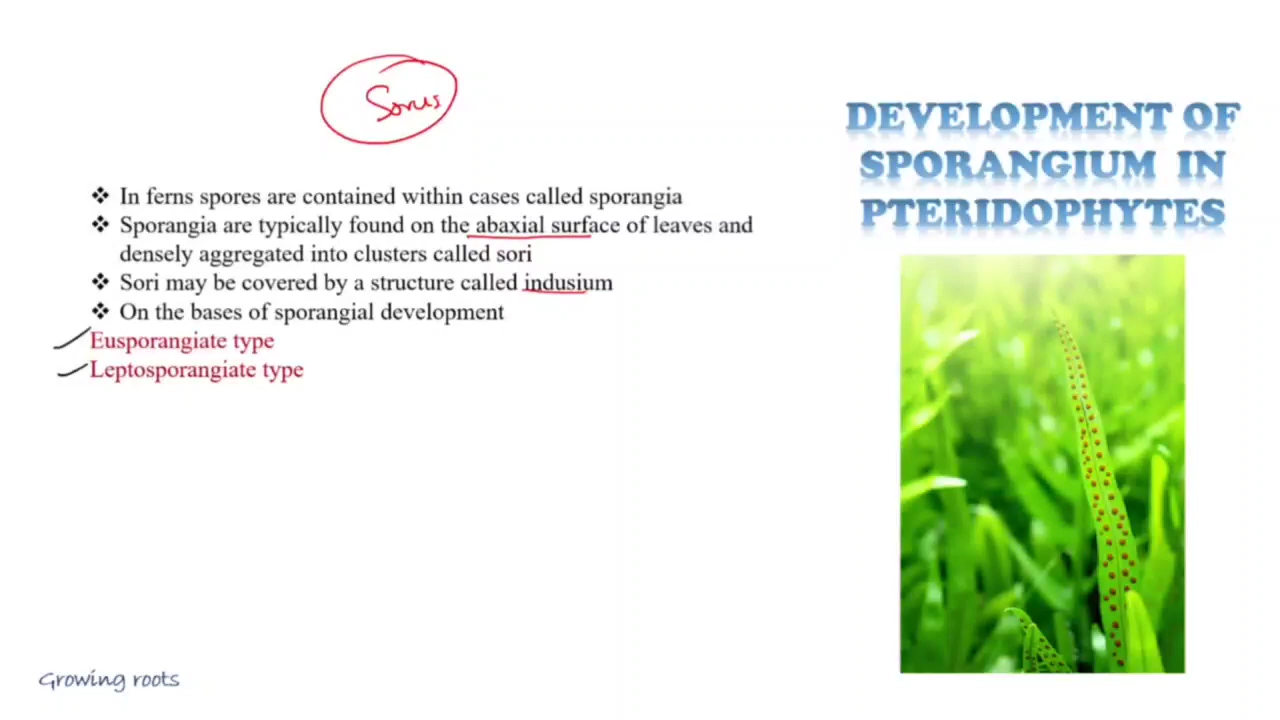 Sorus
DEVELOPMENT OF
SPORANGIUM IN
PTERIDOPHYTES
❖ In ferns spores are contained within cases called sporangia
❖ Sporangia are typically found on the abaxial surface of leaves and
densely aggregated into clusters called sori
❖ Sori may be covered by a structure called indusium
❖ On the bases of sporangial development
Eusporangiate type
Leptosporangiate type
Growing roots